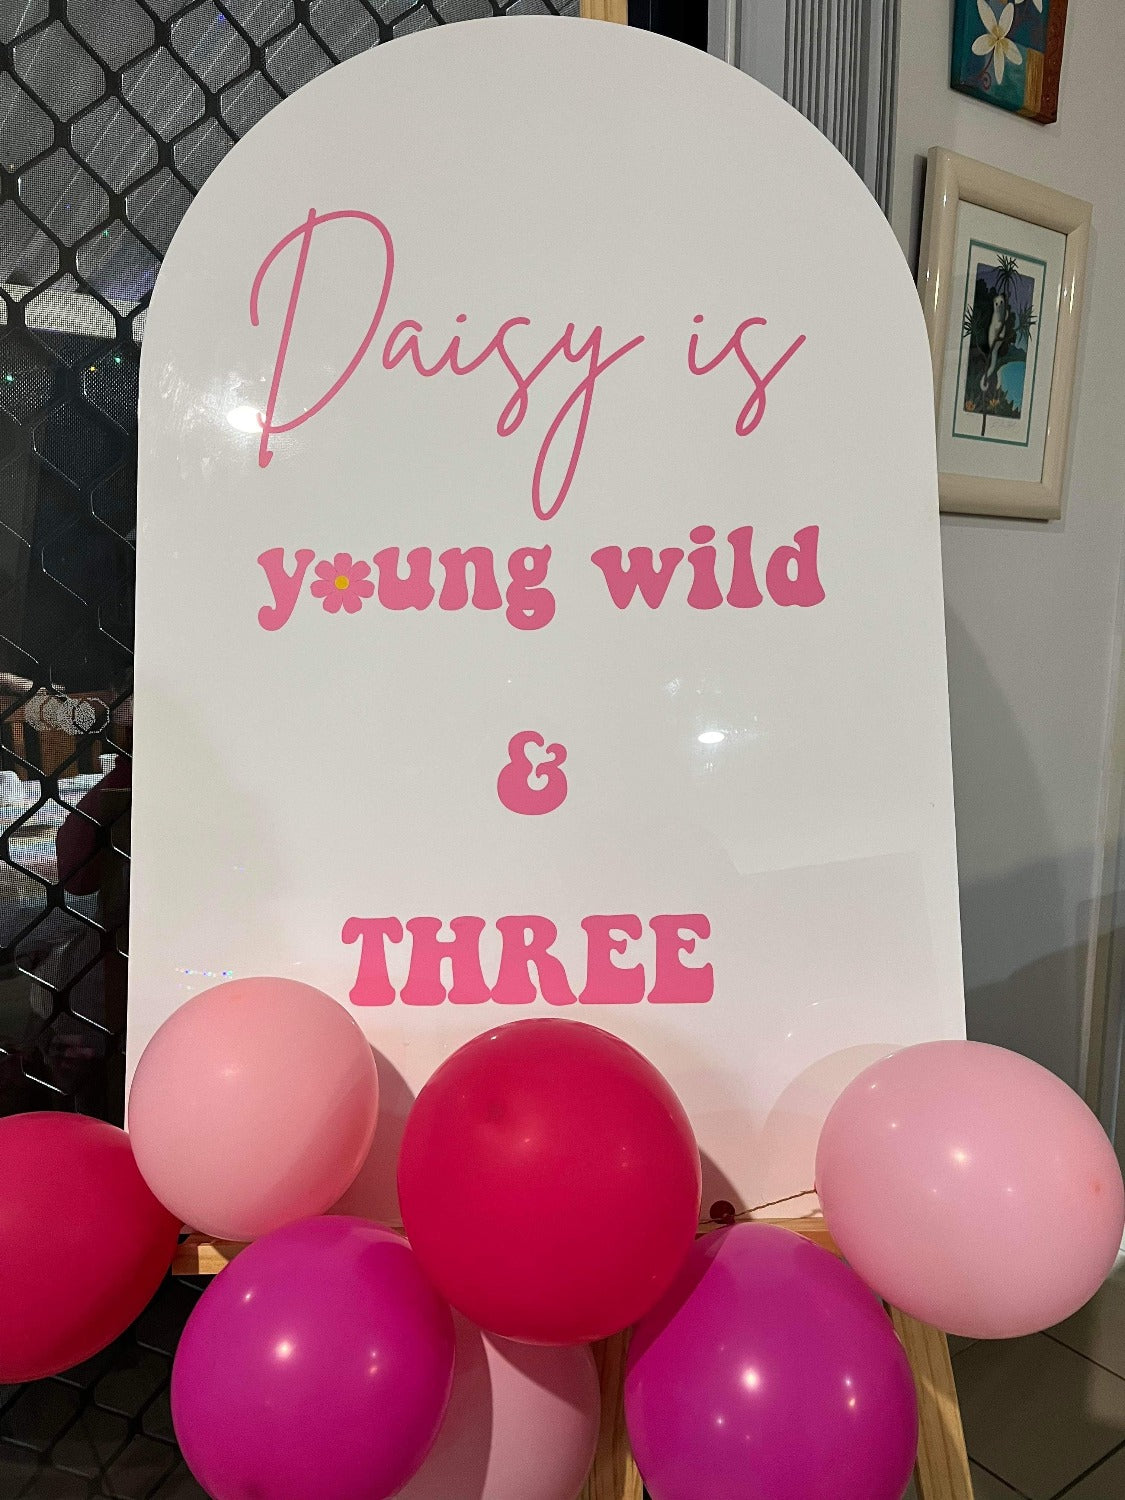 Daisy is
young wild
&
THREE